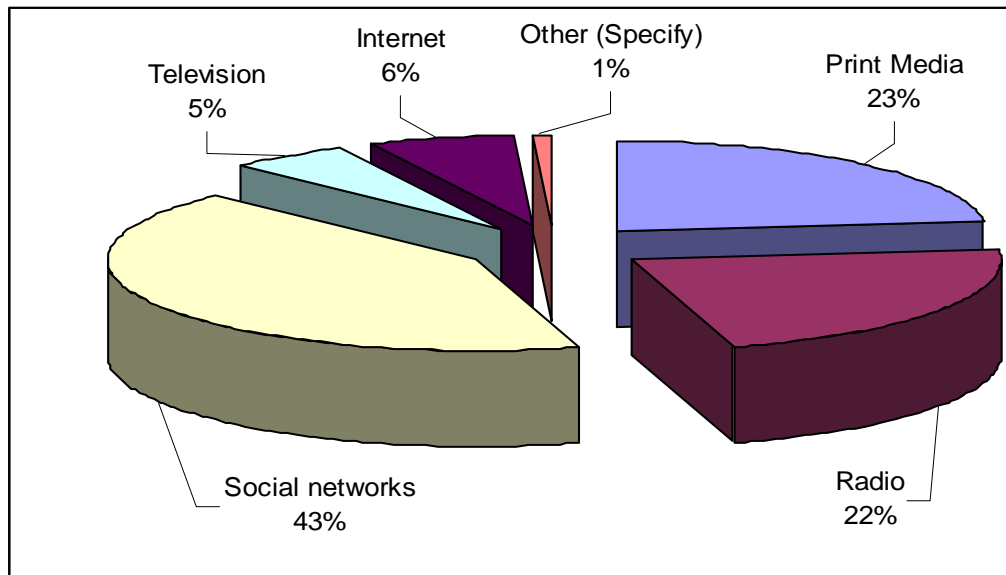 Internet
6%
Other (Specify)
1%
Television
5%
Print Media
23%
Social networks
43%
Radio
22%